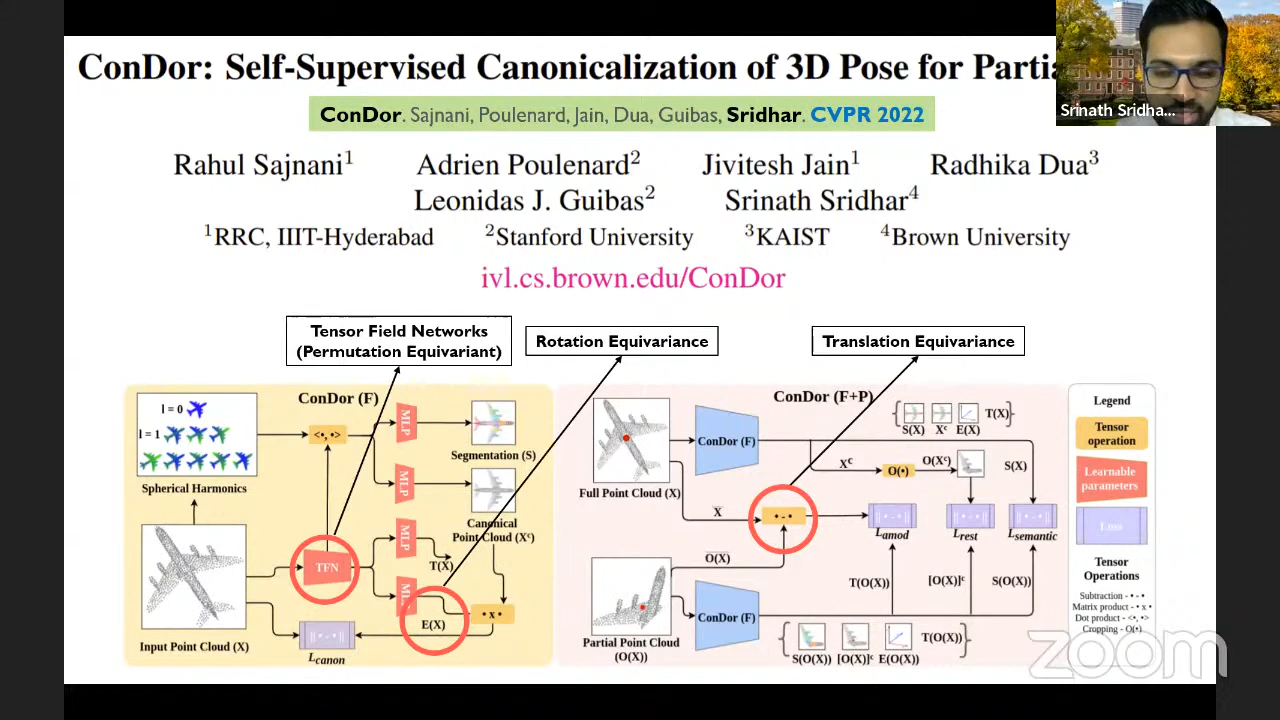 ConDor: Self-Supervised Canonicalization of 3D Pose for Partia
Srinath Sridha...
ConDor. Sajnani, Poulenard, Jain, Dua, Guibas, Sridhar. CVPR 2022
Rahul Sajnani¹ Adrien Poulenard² Jivitesh Jain¹ Radhika Dua³
Leonidas J. Guibas² Srinath Sridhar⁴
¹RRC, IIIT-Hyderabad ²Stanford University ³KAIST ⁴Brown University
ivl.cs.brown.edu/ConDor
Tensor Field Networks
(Permutation Equivariant)
Rotation Equivariance
Translation Equivariance
ConDor (F)
l = 0
l = 1
Spherical Harmonics
<•, •>
MLP
Segmentation (S)
MLP
Canonical
Point Cloud (Xᶜ)
TFN
MLP
T(X)
ML
E(X)
• x •
Input Point Cloud (X)
|| • - • ||
L_canon
ConDor (F+P)
Full Point Cloud (X)
ConDor (F)
{ S(X) Xᶜ E(X) T(X) }
Xᶜ
O(•)
O(Xᶜ)
S(X)
X̅
• - •
|| • - • ||
L_amod
|| • - • ||
L_rest
|| • - • ||
L_semantic
O(X)
T(O(X))
[O(X)]ᶜ
S(O(X))
Partial Point Cloud
(O(X))
ConDor (F)
{ S(O(X)) [O(X)]ᶜ E(O(X)) T(O(X)) }
Legend
Tensor
operation
Learnable
parameters
Loss
Tensor
Operations
Subtraction - • - •
Matrix product - • x •
Dot product - <•, •>
Cropping - O(•)
zoom